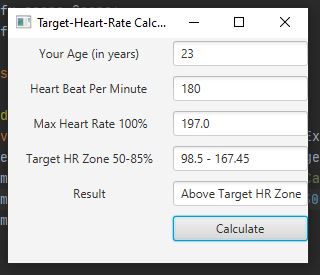 Target-Heart-Rate Calc...
Your Age (in years) 23
Heart Beat Per Minute 180
Max Heart Rate 100% 197.0
Target HR Zone 50-85% 98.5 - 167.45
Result Above Target HR Zone
Calculate